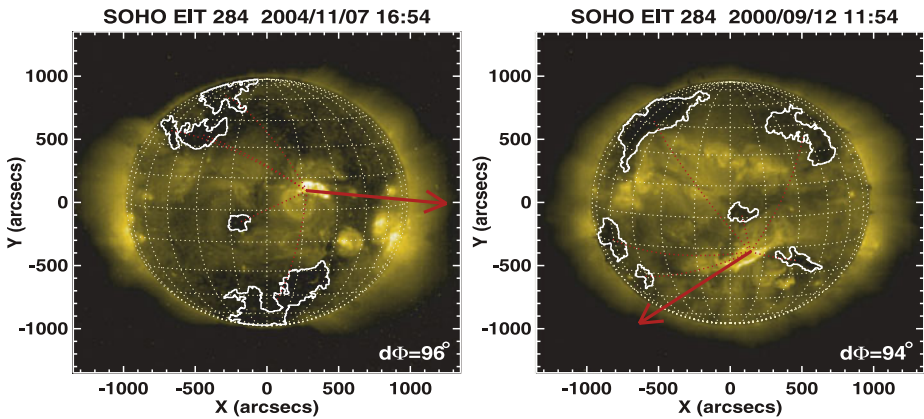 SOHO EIT 284 2004/11/07 16:54
SOHO EIT 284 2000/09/12 11:54
Y (arcsecs)
1000
500
0
-500
-1000
dΦ=96°
-1000 -500 0 500 1000
X (arcsecs)
Y (arcsecs)
1000
500
0
-500
-1000
dΦ=94°
-1000 -500 0 500 1000
X (arcsecs)